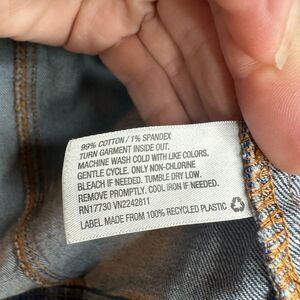 99% COTTON / 1% SPANDEX
TURN GARMENT INSIDE OUT.
MACHINE WASH COLD WITH LIKE COLORS.
GENTLE CYCLE. ONLY NON-CHLORINE
BLEACH IF NEEDED. TUMBLE DRY LOW.
REMOVE PROMPTLY. COOL IRON IF NEEDED.
RN17730 VN2242811
LABEL MADE FROM 100% RECYCLED PLASTIC